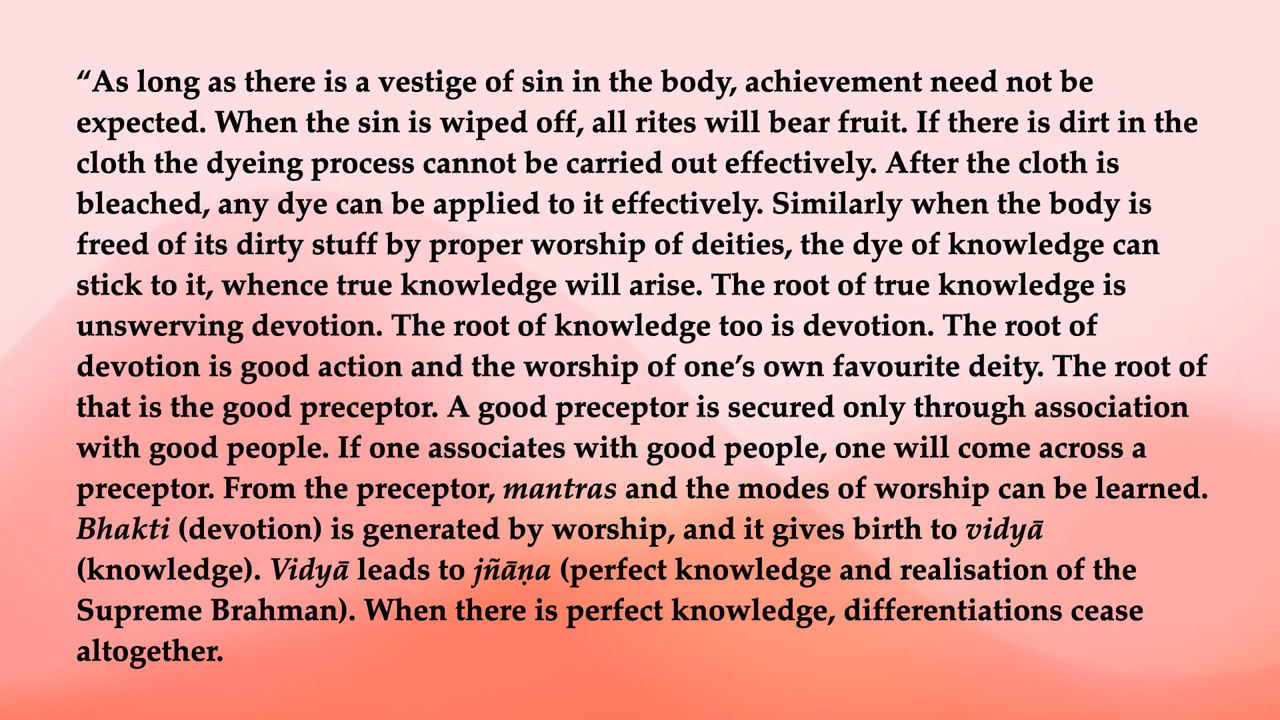 “As long as there is a vestige of sin in the body, achievement need not be
expected. When the sin is wiped off, all rites will bear fruit. If there is dirt in the
cloth the dyeing process cannot be carried out effectively. After the cloth is
bleached, any dye can be applied to it effectively. Similarly when the body is
freed of its dirty stuff by proper worship of deities, the dye of knowledge can
stick to it, whence true knowledge will arise. The root of true knowledge is
unswerving devotion. The root of knowledge too is devotion. The root of
devotion is good action and the worship of one’s own favourite deity. The root of
that is the good preceptor. A good preceptor is secured only through association
with good people. If one associates with good people, one will come across a
preceptor. From the preceptor, mantras and the modes of worship can be learned.
Bhakti (devotion) is generated by worship, and it gives birth to vidyā
(knowledge). Vidyā leads to jñāṇa (perfect knowledge and realisation of the
Supreme Brahman). When there is perfect knowledge, differentiations cease
altogether.